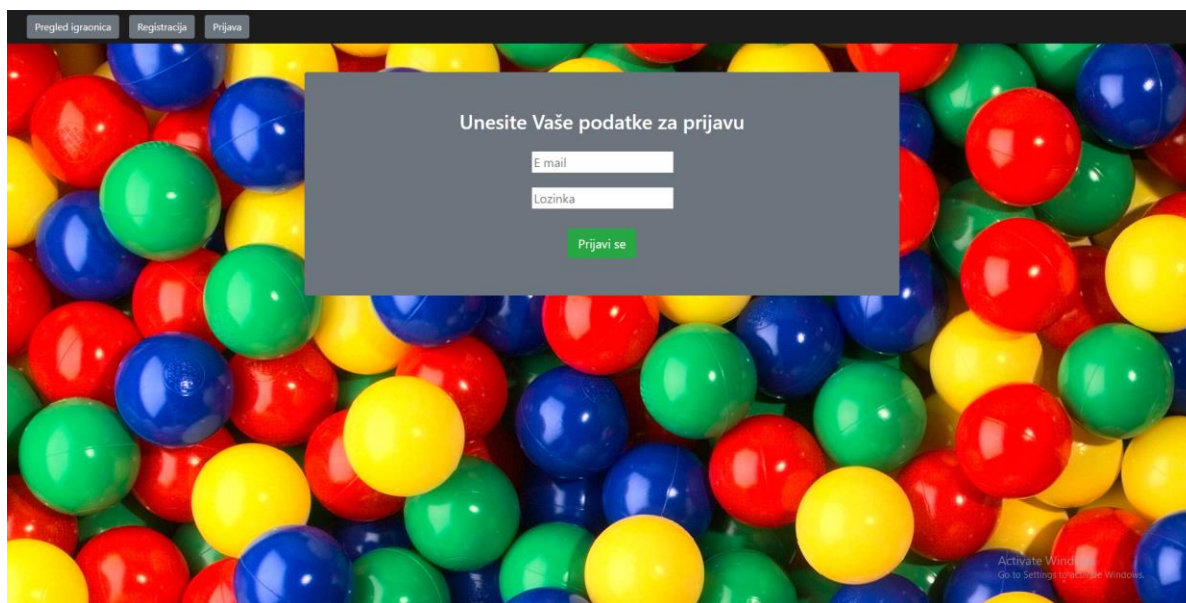 Pregled igraonica Registracija Prijava
Unesite Vaše podatke za prijavu
E mail
Lozinka
Prijavi se
Activate Windows
Go to Settings to activate Windows.